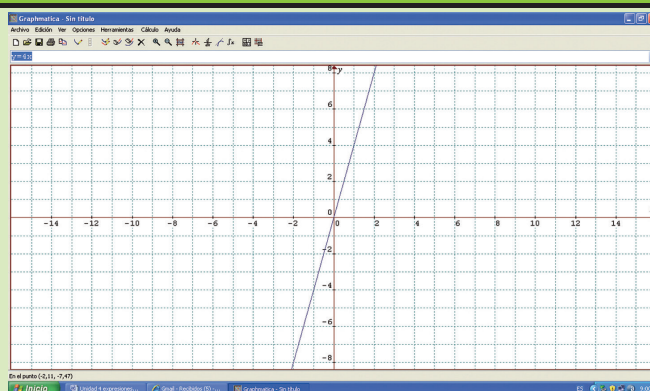 Graphmatica - Sin título
Archivo Edición Ver Opciones Herramientas Cálculo Ayuda
8 y
6
4
2
0
-14 -12 -10 -8 -6 -4 -2 0 2 4 6 8 10 12 14
-2
-4
-6
-8
En el punto (-2,11, -7,47)
Inicio Unidad 4 expresiones... Gmail - Recibidos (5) -... Graphmatica - Sin título ES